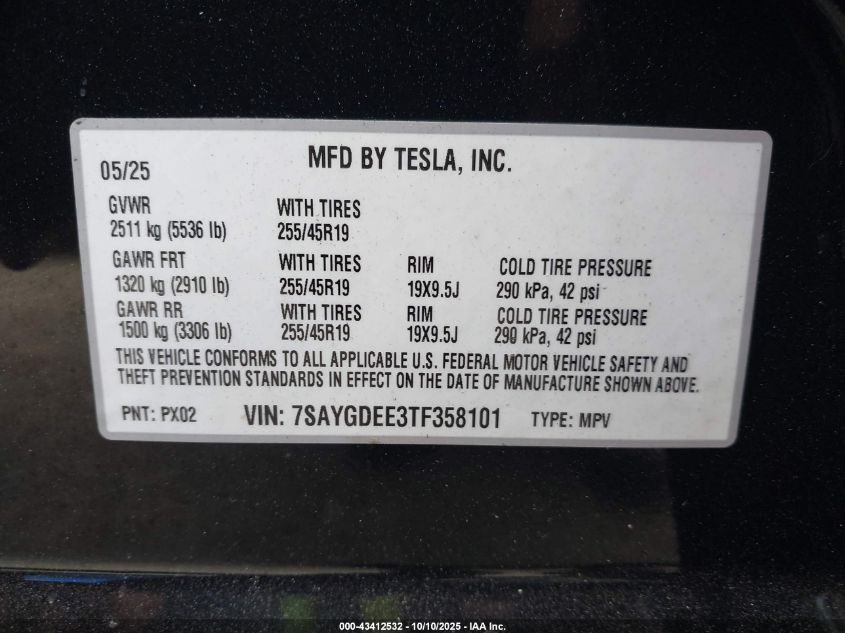 05/25
MFD BY TESLA, INC.
GVWR WITH TIRES
2511 kg (5536 lb) 255/45R19
GAWR FRT WITH TIRES RIM COLD TIRE PRESSURE
1320 kg (2910 lb) 255/45R19 19X9.5J 290 kPa, 42 psi
GAWR RR WITH TIRES RIM COLD TIRE PRESSURE
1500 kg (3306 lb) 255/45R19 19X9.5J 290 kPa, 42 psi
THIS VEHICLE CONFORMS TO ALL APPLICABLE U.S. FEDERAL MOTOR VEHICLE SAFETY AND
THEFT PREVENTION STANDARDS IN EFFECT ON THE DATE OF MANUFACTURE SHOWN ABOVE.
PNT: PX02 VIN: 7SAYGDEE3TF358101 TYPE: MPV
000-43412532 - 10/10/2025 - IAA Inc.